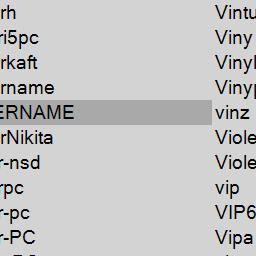 rh Vintu
ri5pc Viny
rkaft Vinyl
rname Vinyp
ERNAME vinz
rNikita Viole
r-nsd Viole
rpc vip
r-pc VIP6
r-PC Vipa